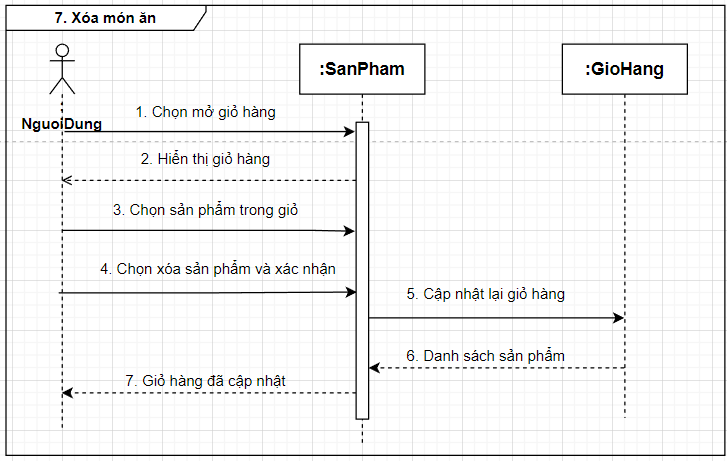 7. Xóa món ăn
:SanPham
:GioHang
NguoiDung
1. Chọn mở giỏ hàng
2. Hiển thị giỏ hàng
3. Chọn sản phẩm trong giỏ
4. Chọn xóa sản phẩm và xác nhận
5. Cập nhật lại giỏ hàng
6. Danh sách sản phẩm
7. Giỏ hàng đã cập nhật